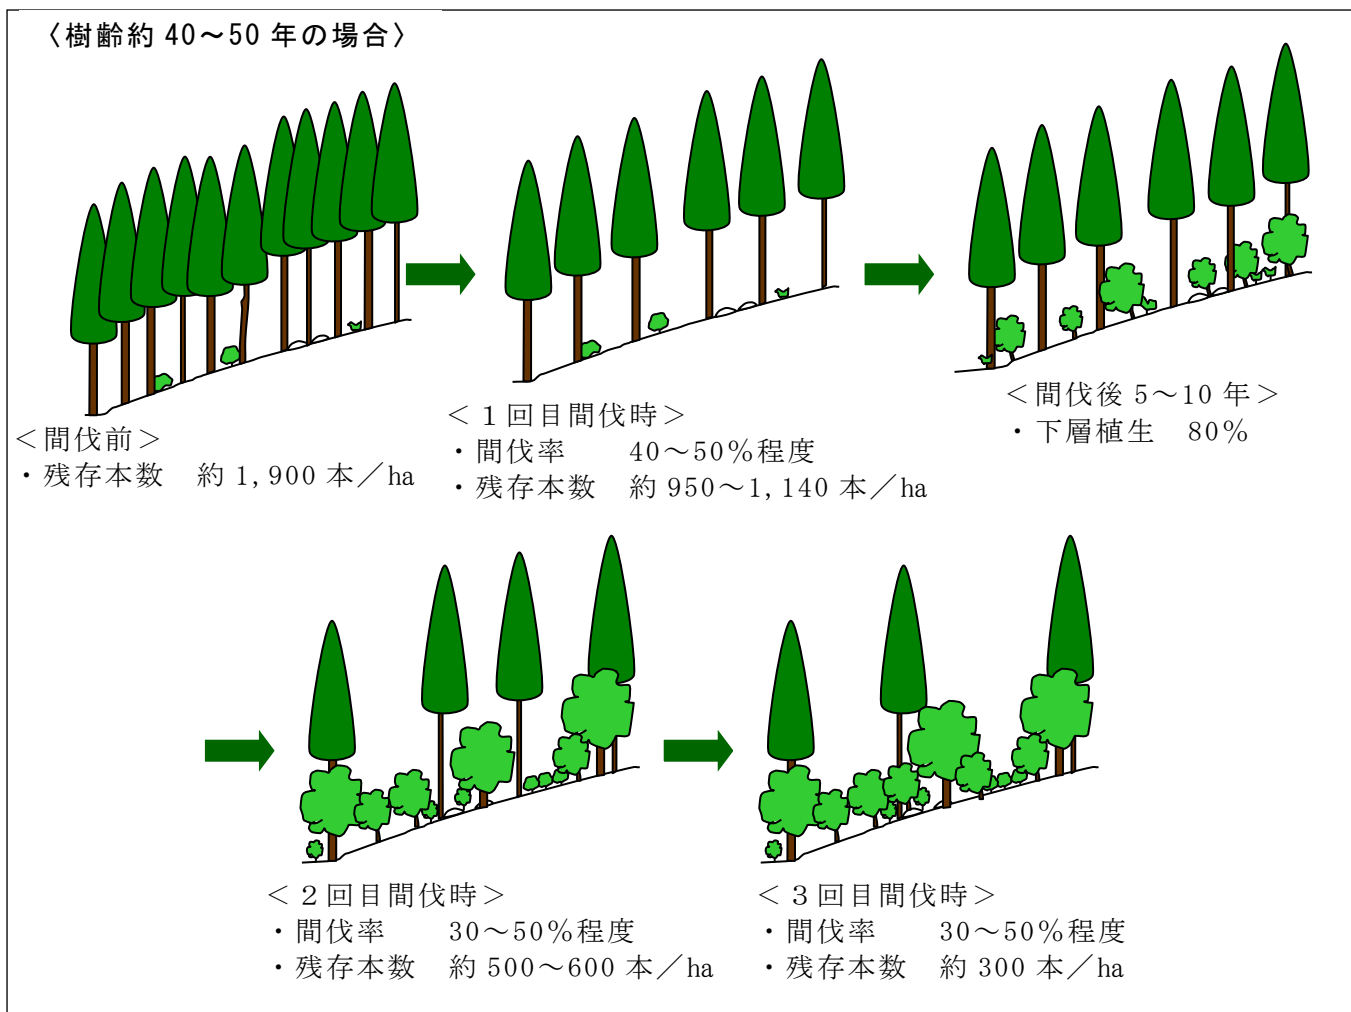 〈樹齢約 40～50 年の場合〉
＜間伐前＞
・残存本数　約 1,900 本／ha
＜１回目間伐時＞
・間伐率　　40～50％程度
・残存本数　約 950～1,140 本／ha
＜間伐後 5～10 年＞
・下層植生　80％
＜２回目間伐時＞
・間伐率　　30～50％程度
・残存本数　約 500～600 本／ha
＜３回目間伐時＞
・間伐率　　30～50％程度
・残存本数　約 300 本／ha